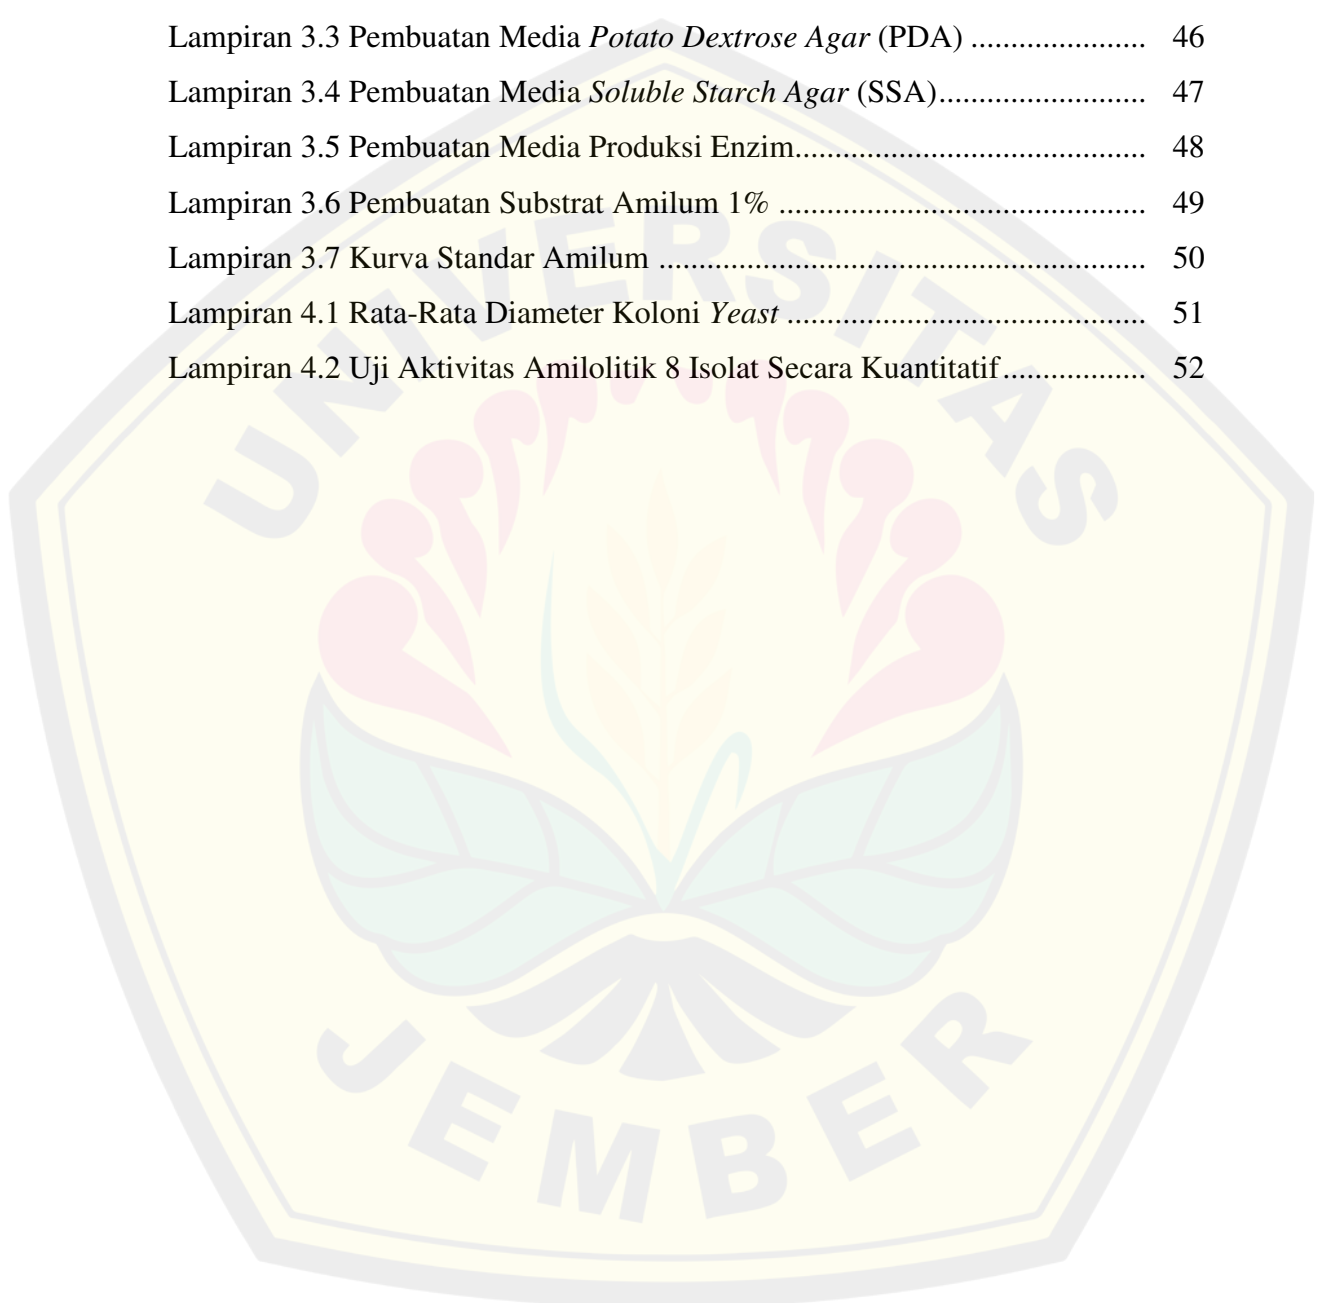 Lampiran 3.3 Pembuatan Media Potato Dextrose Agar (PDA) ...................... 46
Lampiran 3.4 Pembuatan Media Soluble Starch Agar (SSA).......................... 47
Lampiran 3.5 Pembuatan Media Produksi Enzim............................................ 48
Lampiran 3.6 Pembuatan Substrat Amilum 1% .............................................. 49
Lampiran 3.7 Kurva Standar Amilum ............................................................. 50
Lampiran 4.1 Rata-Rata Diameter Koloni Yeast ............................................. 51
Lampiran 4.2 Uji Aktivitas Amilolitik 8 Isolat Secara Kuantitatif.................. 52
UNIVERSITAS
JEMBER